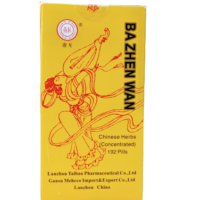 BA ZHEN WAN
Chinese Herbs
(Concentrated)
192 Pills
Lanzhou Taibao Pharmaceutical Co.,Ltd
Gansu Meheco Import&Export Co.,Ltd
Lanzhou China